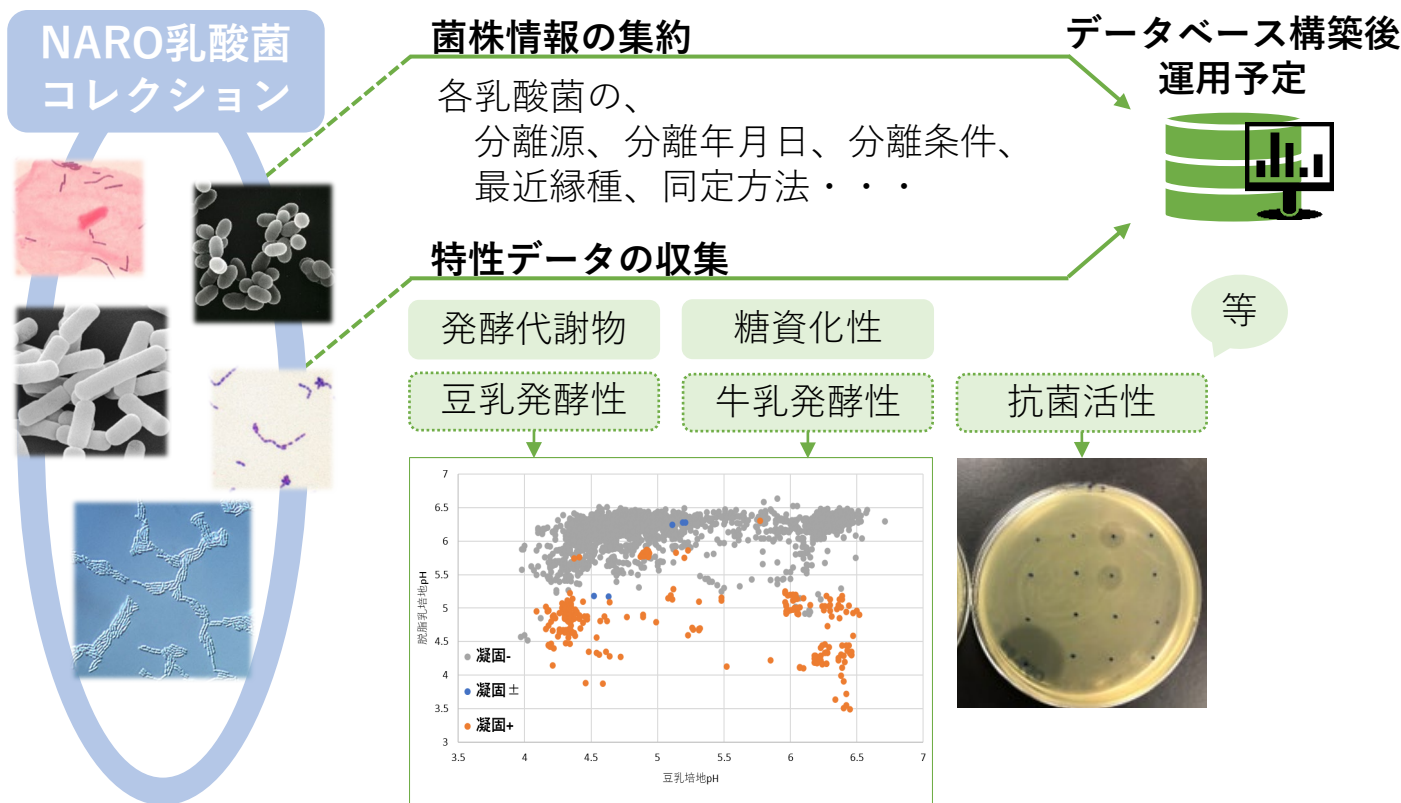 NARO乳酸菌
コレクション
菌株情報の集約
各乳酸菌の、
分離源、分離年月日、分離条件、
最近縁種、同定方法・・・
データベース構築後
運用予定
特性データの収集
等
発酵代謝物
糖資化性
豆乳発酵性
牛乳発酵性
抗菌活性
7
6.5
6
5.5
5
4.5
4
3.5
3
脱脂乳培地pH
凝固-
凝固±
凝固+
3.5
4
4.5
5
5.5
6
6.5
7
豆乳培地pH